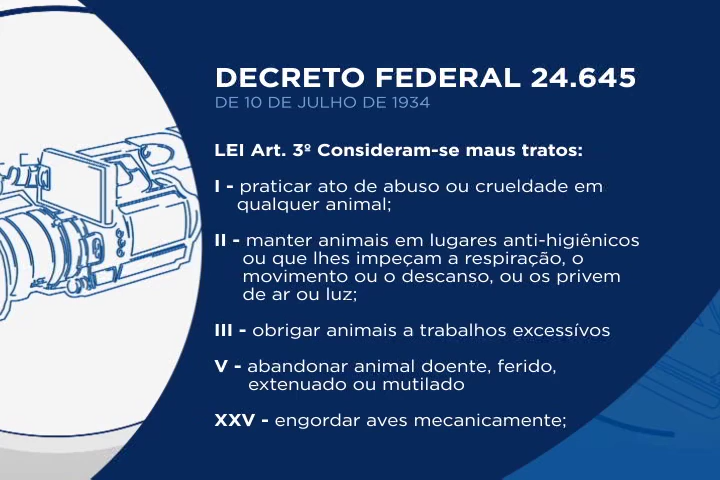 DECRETO FEDERAL 24.645
DE 10 DE JULHO DE 1934
LEI Art. 3º Consideram-se maus tratos:
I - praticar ato de abuso ou crueldade em
qualquer animal;
II - manter animais em lugares anti-higiênicos
ou que lhes impeçam a respiração, o
movimento ou o descanso, ou os privem
de ar ou luz;
III - obrigar animais a trabalhos excessívos
V - abandonar animal doente, ferido,
extenuado ou mutilado
XXV - engordar aves mecanicamente;